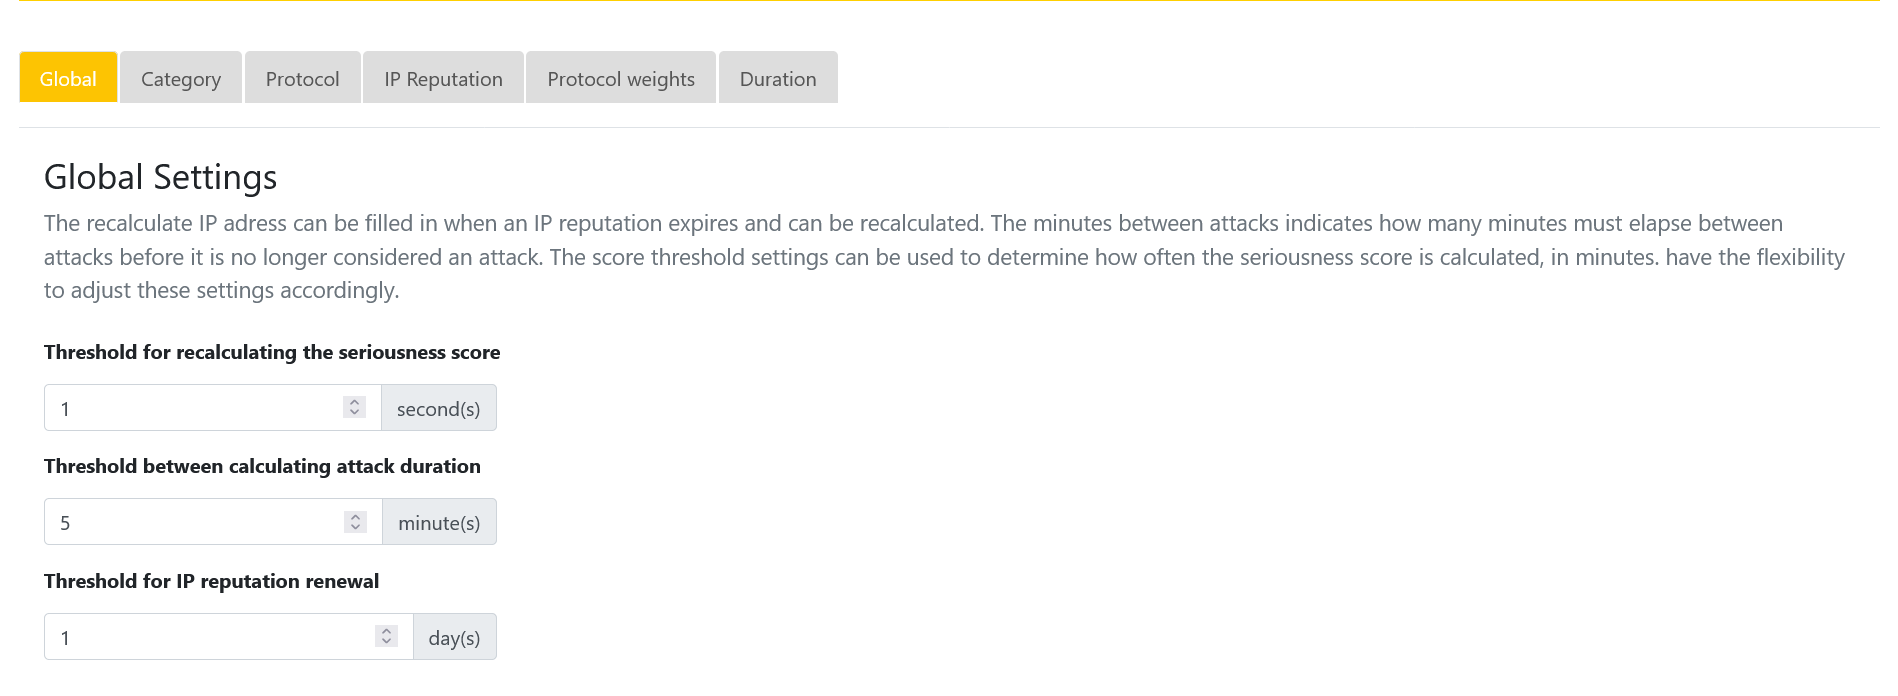 Global Category Protocol IP Reputation Protocol weights Duration
Global Settings
The recalculate IP adress can be filled in when an IP reputation expires and can be recalculated. The minutes between attacks indicates how many minutes must elapse between
attacks before it is no longer considered an attack. The score threshold settings can be used to determine how often the seriousness score is calculated, in minutes. have the flexibility
to adjust these settings accordingly.
Threshold for recalculating the seriousness score
1 second(s)
Threshold between calculating attack duration
5 minute(s)
Threshold for IP reputation renewal
1 day(s)